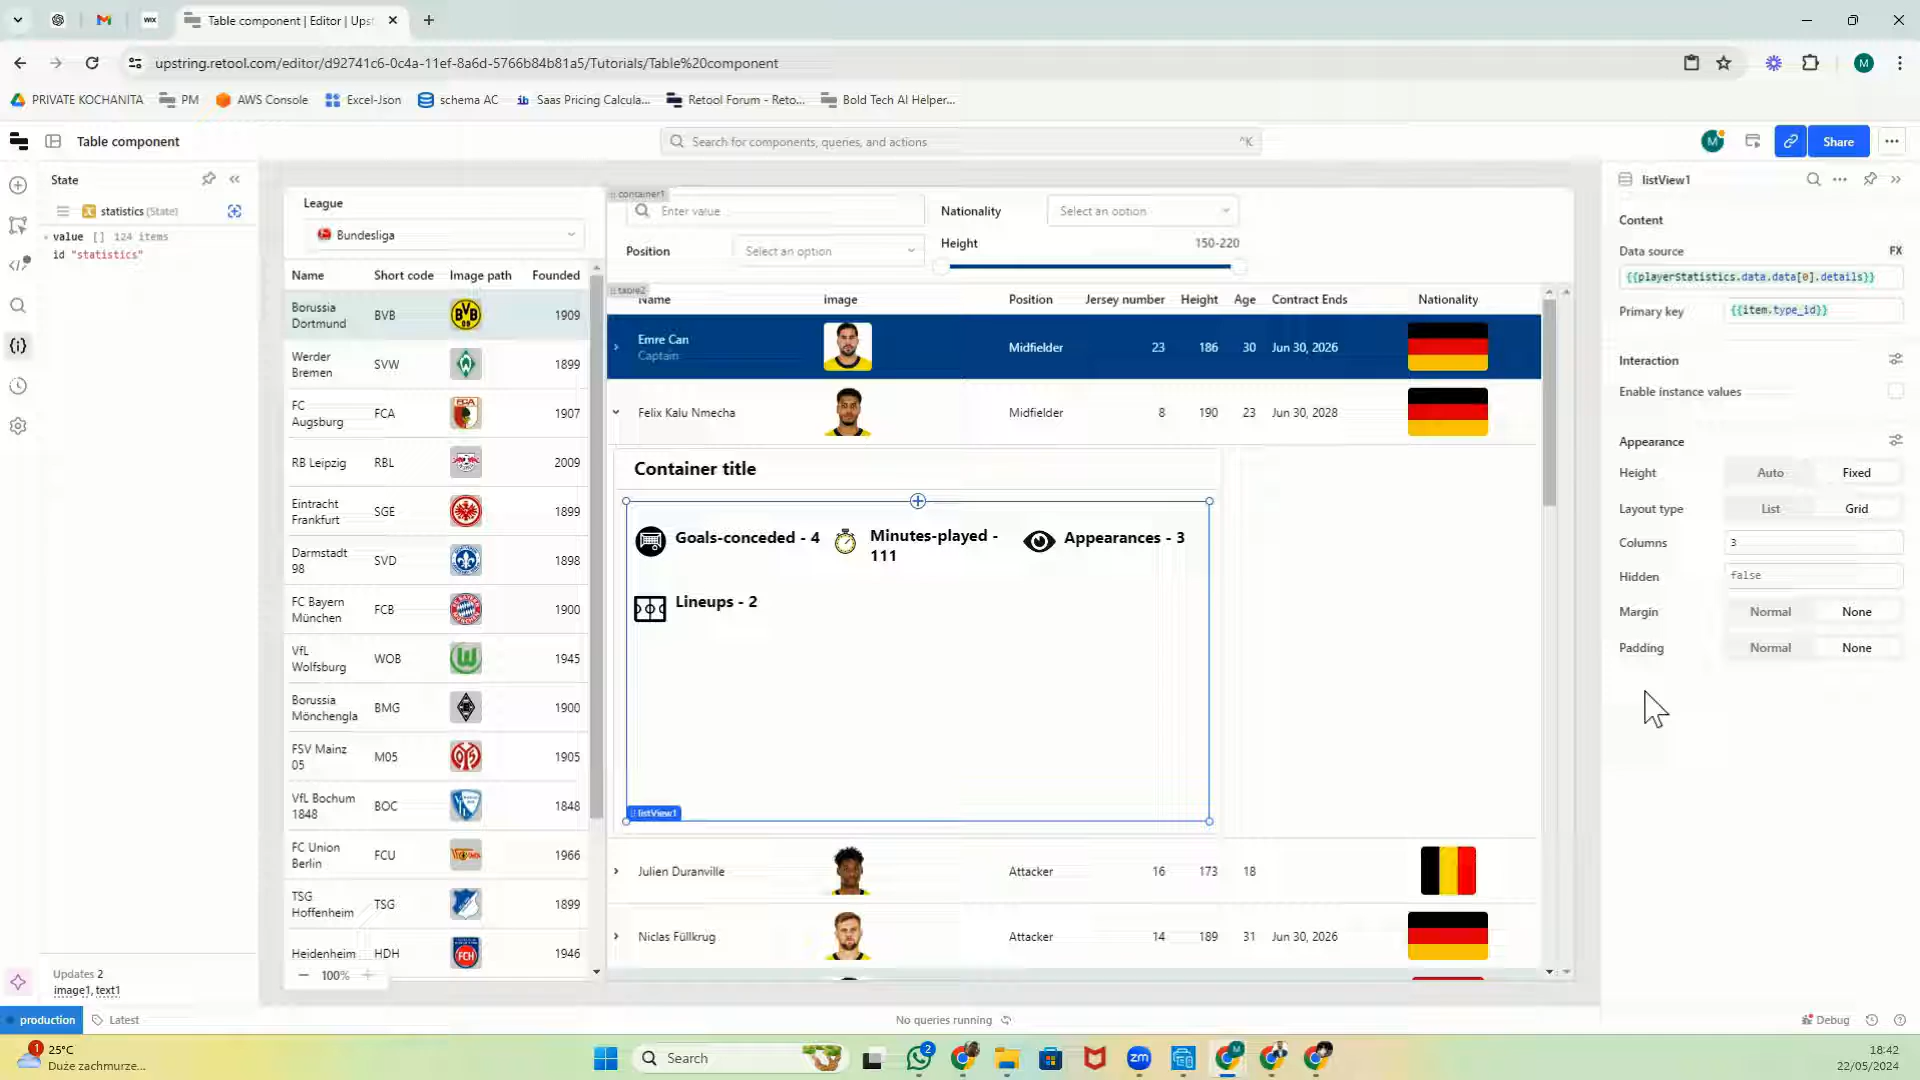 Table component | Editor | Upst
upstring.retool.com/editor/d92741c6-0c4a-11ef-8a6d-5766b84b81a5/Tutorials/Table%20component
M
PRIVATE KOCHANITA
PM
AWS Console
Excel-Json
schema AC
Saas Pricing Calcula...
Retool Forum - Reto...
Bold Tech AI Helper...
Table component
Search for components, queries, and actions
^K
M
Share
State
statistics (State)
value [] 124 items
id "statistics"
Updates 2
image1, text1
League
Bundesliga
Name Short code Image path Founded
Borussia Dortmund BVB 1909
Werder Bremen SVW 1899
FC Augsburg FCA 1907
RB Leipzig RBL 2009
Eintracht Frankfurt SGE 1899
Darmstadt 98 SVD 1898
FC Bayern München FCB 1900
VfL Wolfsburg WOB 1945
Borussia Mönchengla BMG 1900
FSV Mainz 05 M05 1905
VfL Bochum 1848 BOC 1848
FC Union Berlin FCU 1966
TSG Hoffenheim TSG 1899
Heidenheim HDH 1946
100%
container1
Enter value
Nationality
Select an option
Position
Select an option
Height
150-220
table2
Name Image Position Jersey number Height Age Contract Ends Nationality
Emre Can
Captain
Midfielder 23 186 30 Jun 30, 2026
Felix Kalu Nmecha Midfielder 8 190 23 Jun 30, 2028
Container title
Goals-conceded - 4
Minutes-played - 111
Appearances - 3
Lineups - 2
listView1
Julien Duranville Attacker 16 173 18
Niclas Füllkrug Attacker 14 189 31 Jun 30, 2026
listView1
Content
Data source
FX
{{playerStatistics.data.data[0].details}}
Primary key
{{item.type_id}}
Interaction
Enable instance values
Appearance
Height Auto Fixed
Layout type List Grid
Columns 3
Hidden false
Margin Normal None
Padding Normal None
production
Latest
No queries running
Debug
1
25°C
Duże zachmurze...
Search
2
zm
18:42
22/05/2024